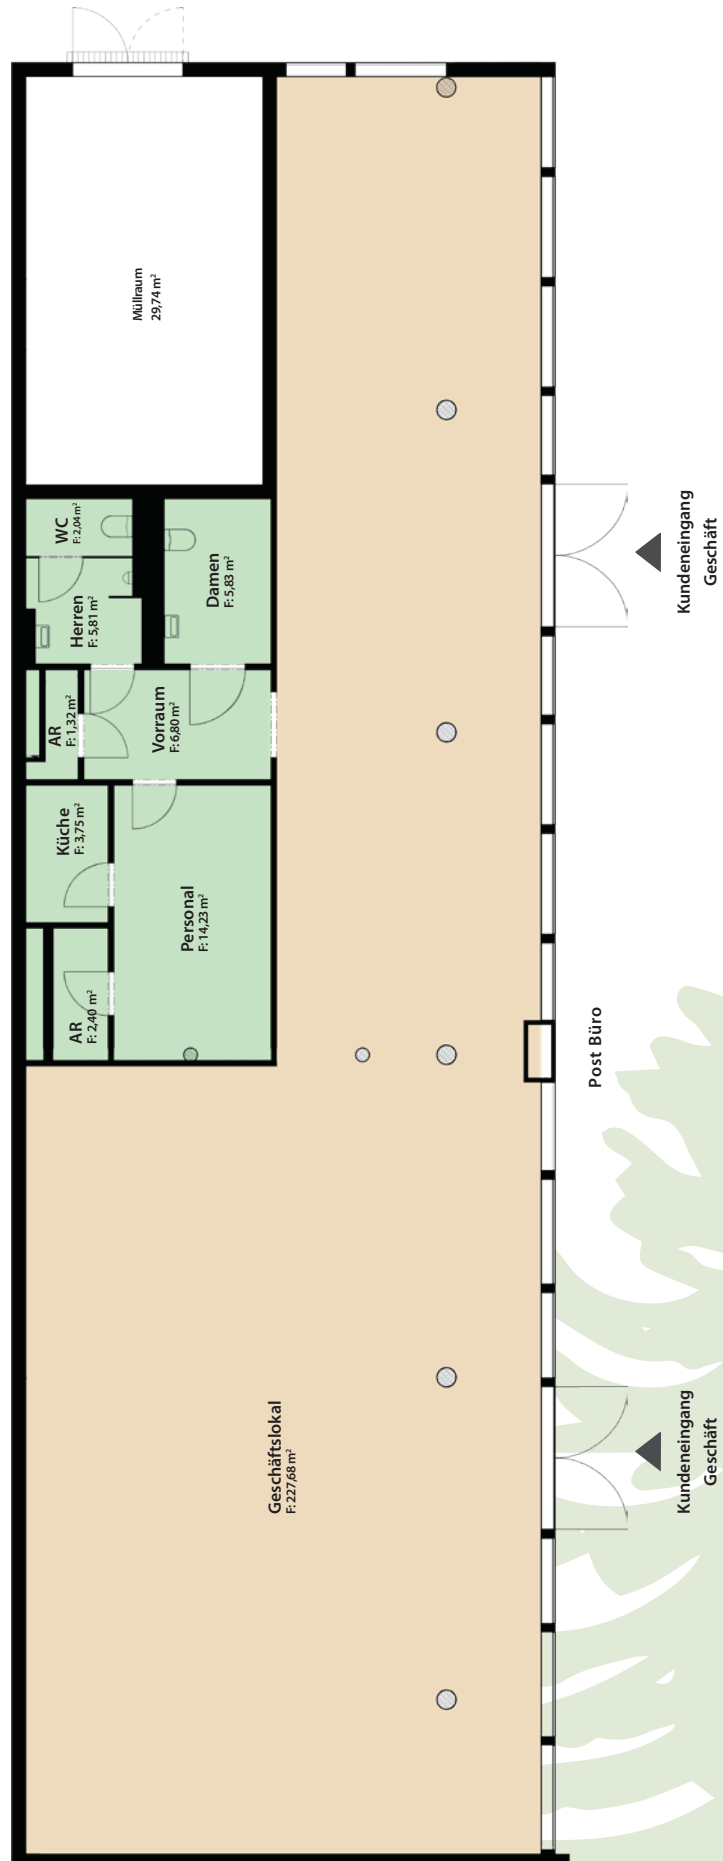 Müllraum
29,74 m²
WC
F: 2,04 m²
Herren
F: 5,81 m²
Damen
F: 5,83 m²
AR
F: 1,32 m²
Vorraum
F: 6,80 m²
Küche
F: 3,75 m²
Personal
F: 14,23 m²
AR
F: 2,40 m²
Geschäftslokal
F: 227,68 m²
Kundeneingang
Geschäft
Post Büro
Kundeneingang
Geschäft